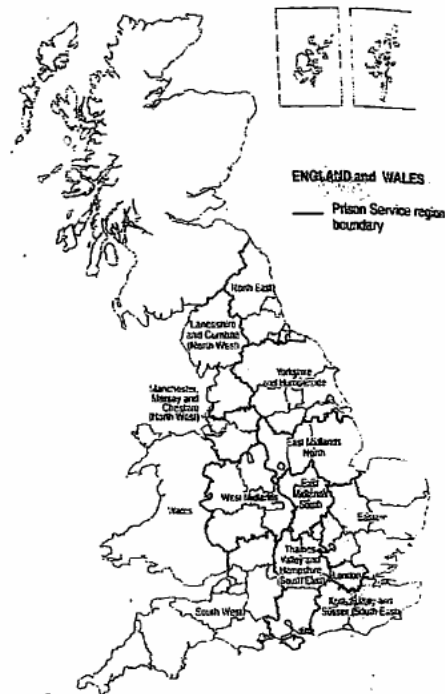 ENGLAND and WALES
Prison Service region
boundary
North East
Lancashire
and Cumbria
(North West)
Manchester,
Mersey and
Cheshire
(North West)
Yorkshire
and Humberside
East Midlands
North
Wales
West Midlands
East
Midlands
South
East
Thames
Valley and
Hampshire
(South East)
London
Kent, Surrey and
Sussex (South East)
South West